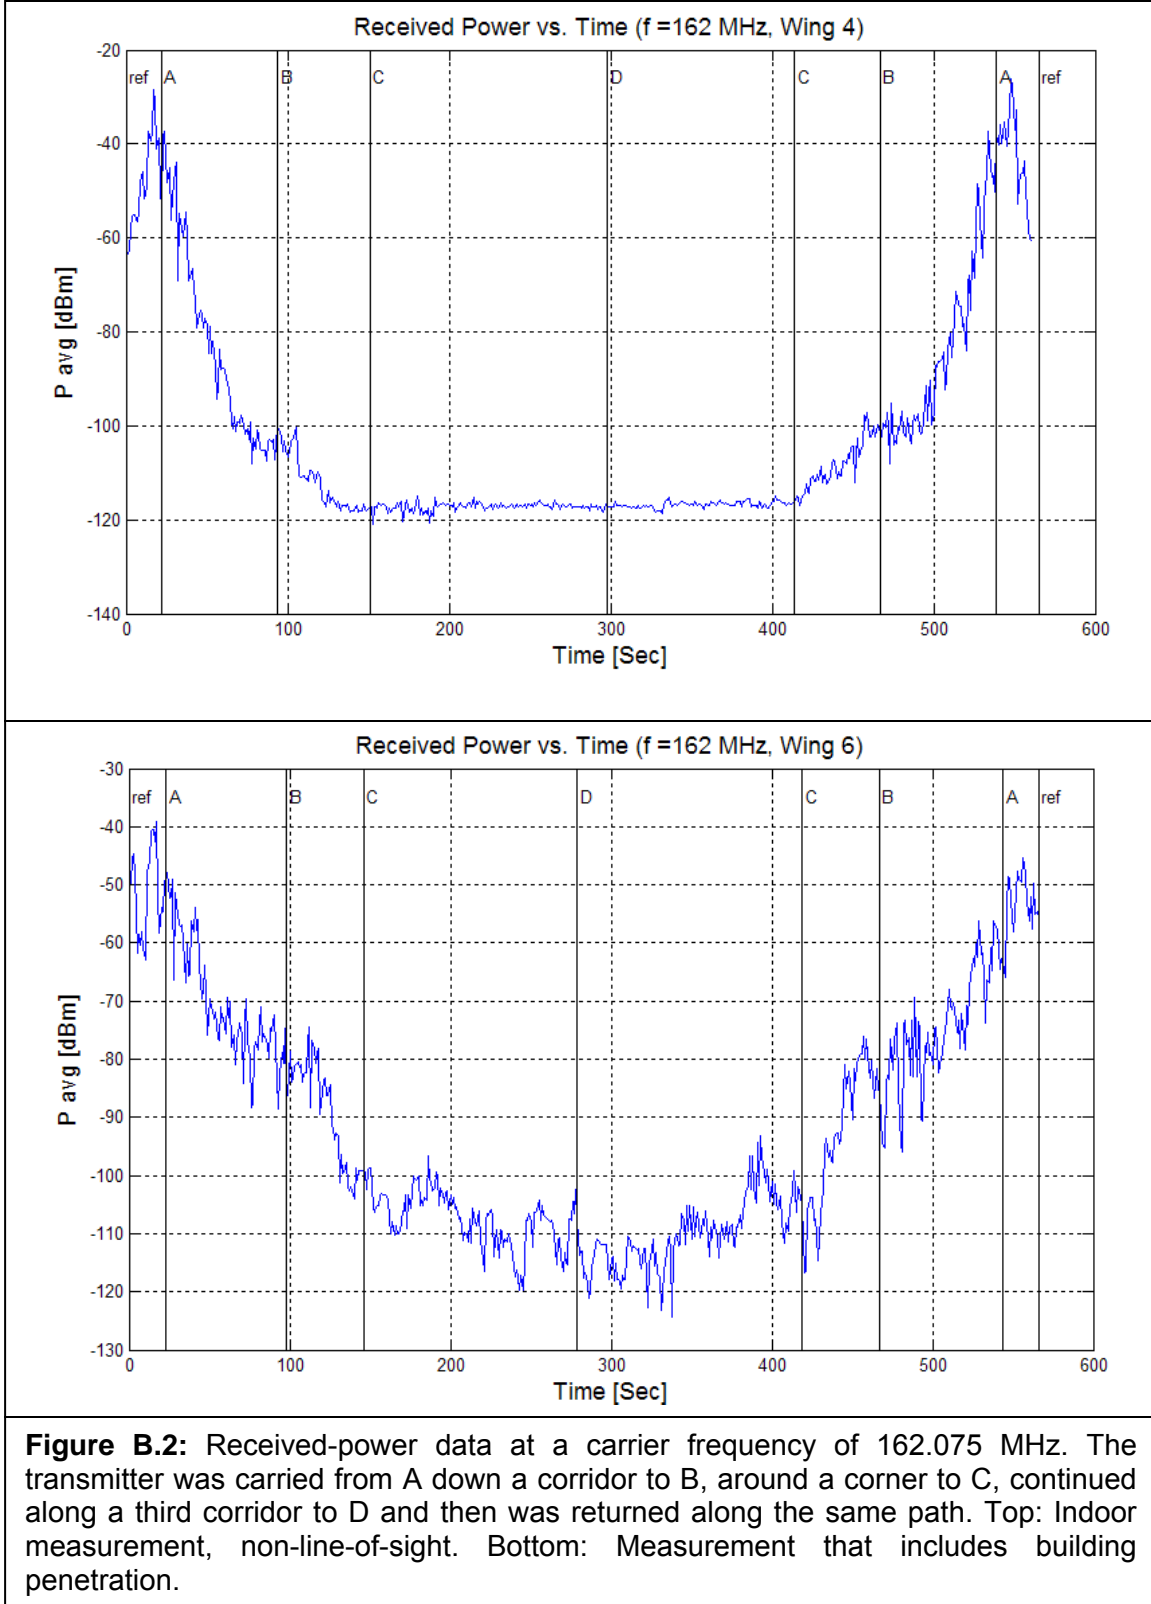 Received Power vs. Time (f =162 MHz, Wing 4)
-20
ref A B C D C B A ref
-40
-60
P avg [dBm]
-80
-100
-120
-140
0 100 200 300 400 500 600
Time [Sec]
Received Power vs. Time (f =162 MHz, Wing 6)
-30
ref A B C D C B A ref
-40
-50
-60
-70
P avg [dBm]
-80
-90
-100
-110
-120
-130
0 100 200 300 400 500 600
Time [Sec]
Figure B.2: Received-power data at a carrier frequency of 162.075 MHz. The
transmitter was carried from A down a corridor to B, around a corner to C, continued
along a third corridor to D and then was returned along the same path. Top: Indoor
measurement, non-line-of-sight. Bottom: Measurement that includes building
penetration.